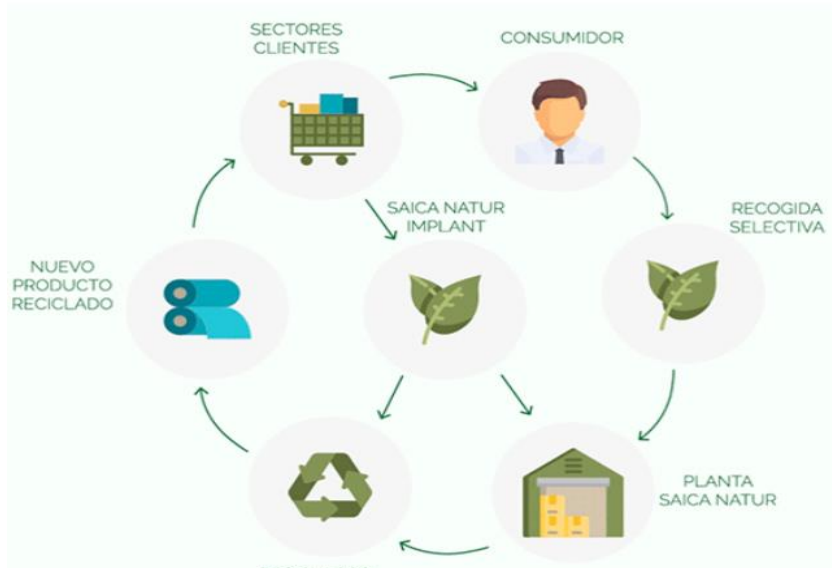 SECTORES
CLIENTES
CONSUMIDOR
SAICA NATUR
IMPLANT
RECOGIDA
SELECTIVA
NUEVO
PRODUCTO
RECICLADO
PLANTA
SAICA NATUR